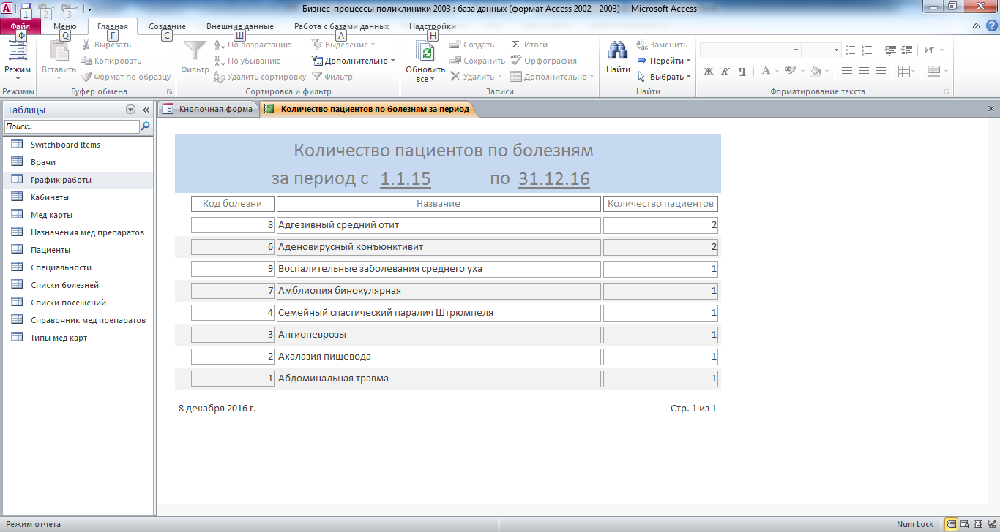 Бизнес-процессы поликлиники 2003 : база данных (формат Access 2002 - 2003) - Microsoft Access
1 2 3
Файл Меню Главная Создание Внешние данные Работа с базами данных Надстройки
Ф Q Г С Ш А Н
Режим
Режимы
Вставить
Вырезать
Копировать
Формат по образцу
Буфер обмена
Фильтр
По возрастанию
По убыванию
Удалить сортировку
Выделение
Дополнительно
Фильтр
Сортировка и фильтр
Обновить
все
Создать
Сохранить
Удалить
Итоги
Орфография
Дополнительно
Записи
Найти
Заменить
Перейти
Выбрать
Найти
Ж К Ч
Форматирование текста
Таблицы
Поиск...
Switchboard Items
Врачи
График работы
Кабинеты
Мед карты
Назначения мед препаратов
Пациенты
Специальности
Списки болезней
Списки посещений
Справочник мед препаратов
Типы мед карт
Кнопочная форма Количество пациентов по болезням за период
Количество пациентов по болезням
за период с 1.1.15 по 31.12.16
Код болезни Название Количество пациентов
8 Адгезивный средний отит 2
6 Аденовирусный конъюнктивит 2
9 Воспалительные заболевания среднего уха 1
7 Амблиопия бинокулярная 1
4 Семейный спастический паралич Штрюмпеля 1
3 Ангионеврозы 1
2 Ахалазия пищевода 1
1 Абдоминальная травма 1
8 декабря 2016 г. Стр. 1 из 1
Режим отчета Num Lock